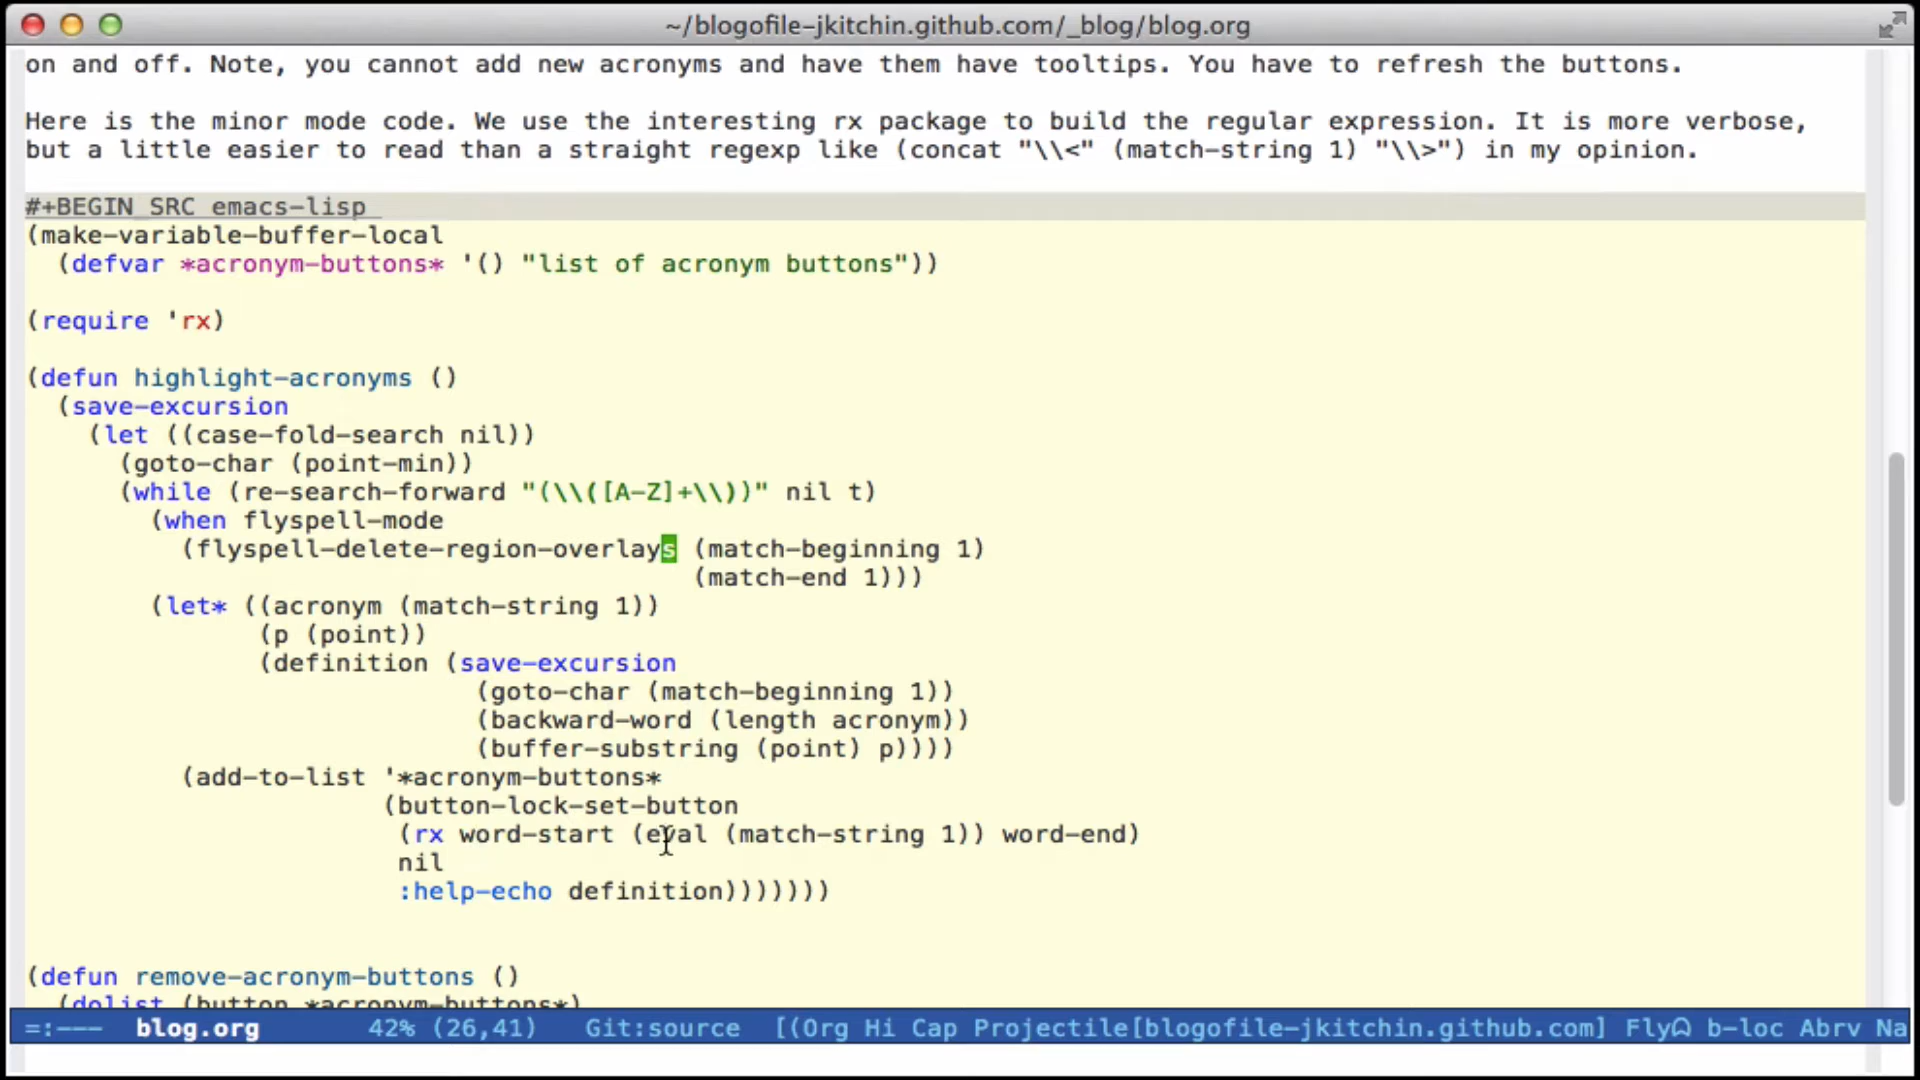 ~/blogofile-jkitchin.github.com/_blog/blog.org
on and off. Note, you cannot add new acronyms and have them have tooltips. You have to refresh the buttons.
Here is the minor mode code. We use the interesting rx package to build the regular expression. It is more verbose,
but a little easier to read than a straight regexp like (concat "\\<" (match-string 1) "\\>") in my opinion.
#+BEGIN_SRC emacs-lisp
(make-variable-buffer-local
  (defvar *acronym-buttons* '() "list of acronym buttons"))
(require 'rx)
(defun highlight-acronyms ()
  (save-excursion
    (let ((case-fold-search nil))
      (goto-char (point-min))
      (while (re-search-forward "(\\([A-Z]+\\))" nil t)
        (when flyspell-mode
          (flyspell-delete-region-overlays (match-beginning 1)
                                           (match-end 1)))
        (let* ((acronym (match-string 1))
               (p (point))
               (definition (save-excursion
                             (goto-char (match-beginning 1))
                             (backward-word (length acronym))
                             (buffer-substring (point) p))))
          (add-to-list '*acronym-buttons*
                       (button-lock-set-button
                        (rx word-start (eval (match-string 1)) word-end)
                        nil
                        :help-echo definition)))))))
(defun remove-acronym-buttons ()
  (dolist (button *acronym-buttons*)
=:--- blog.org 42% (26,41) Git:source [(Org Hi Cap Projectile[blogofile-jkitchin.github.com] Fly b-loc Abrv Na